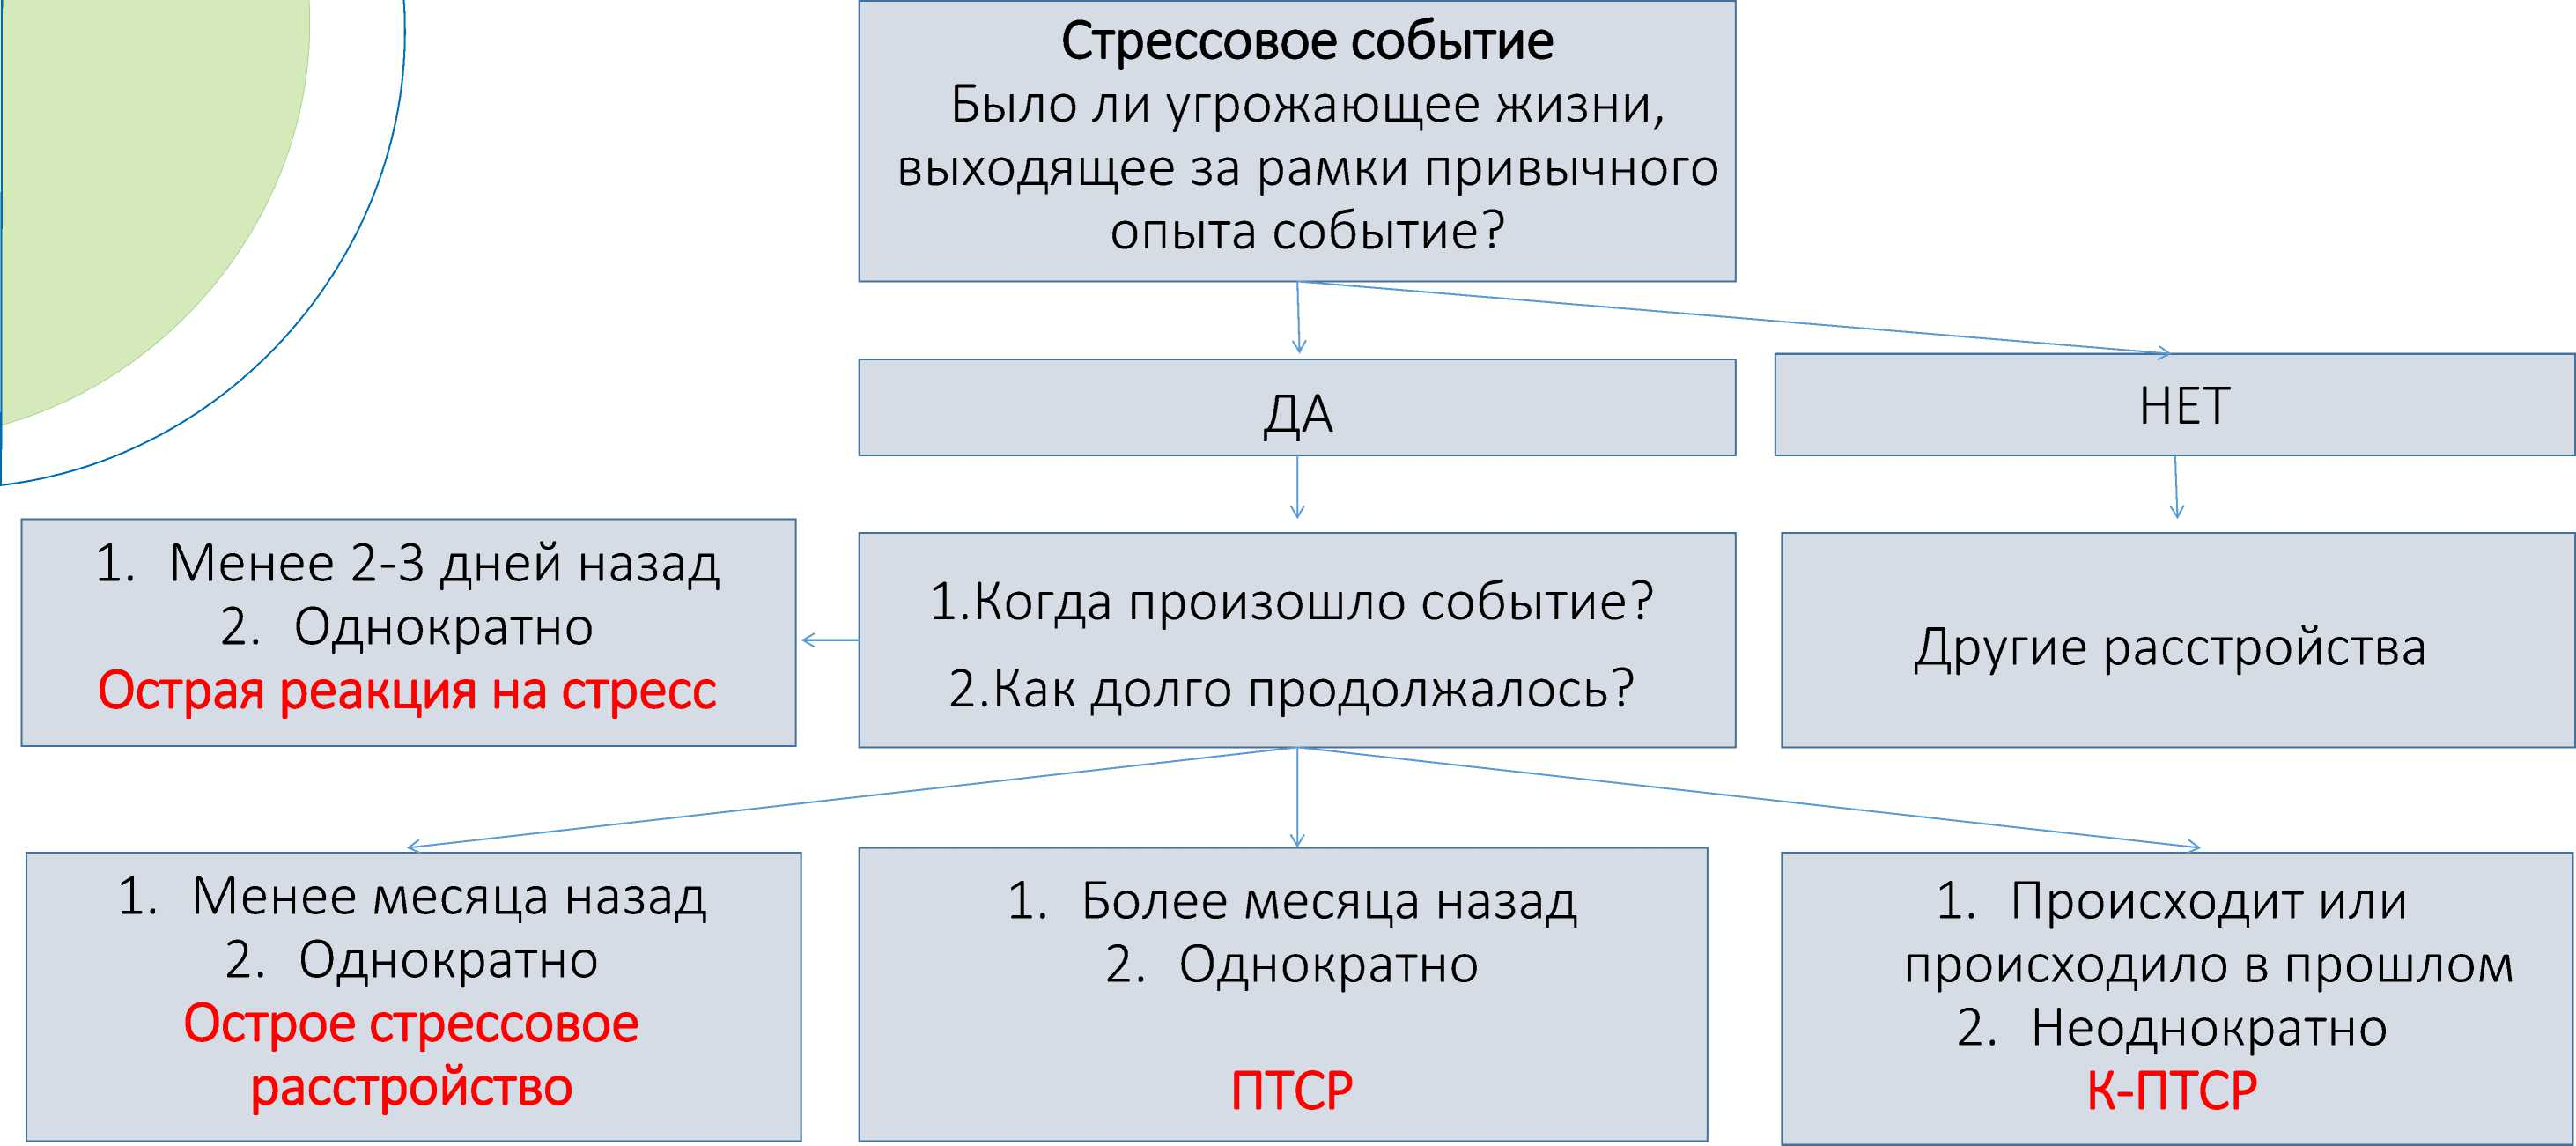 Стрессовое событие
Было ли угрожающее жизни,
выходящее за рамки привычного
опыта событие?
ДА
НЕТ
1. Менее 2-3 дней назад
2. Однократно
Острая реакция на стресс
1.Когда произошло событие?
2.Как долго продолжалось?
Другие расстройства
1. Менее месяца назад
2. Однократно
Острое стрессовое
расстройство
1. Более месяца назад
2. Однократно
ПТСР
1. Происходит или
происходило в прошлом
2. Неоднократно
К-ПТСР